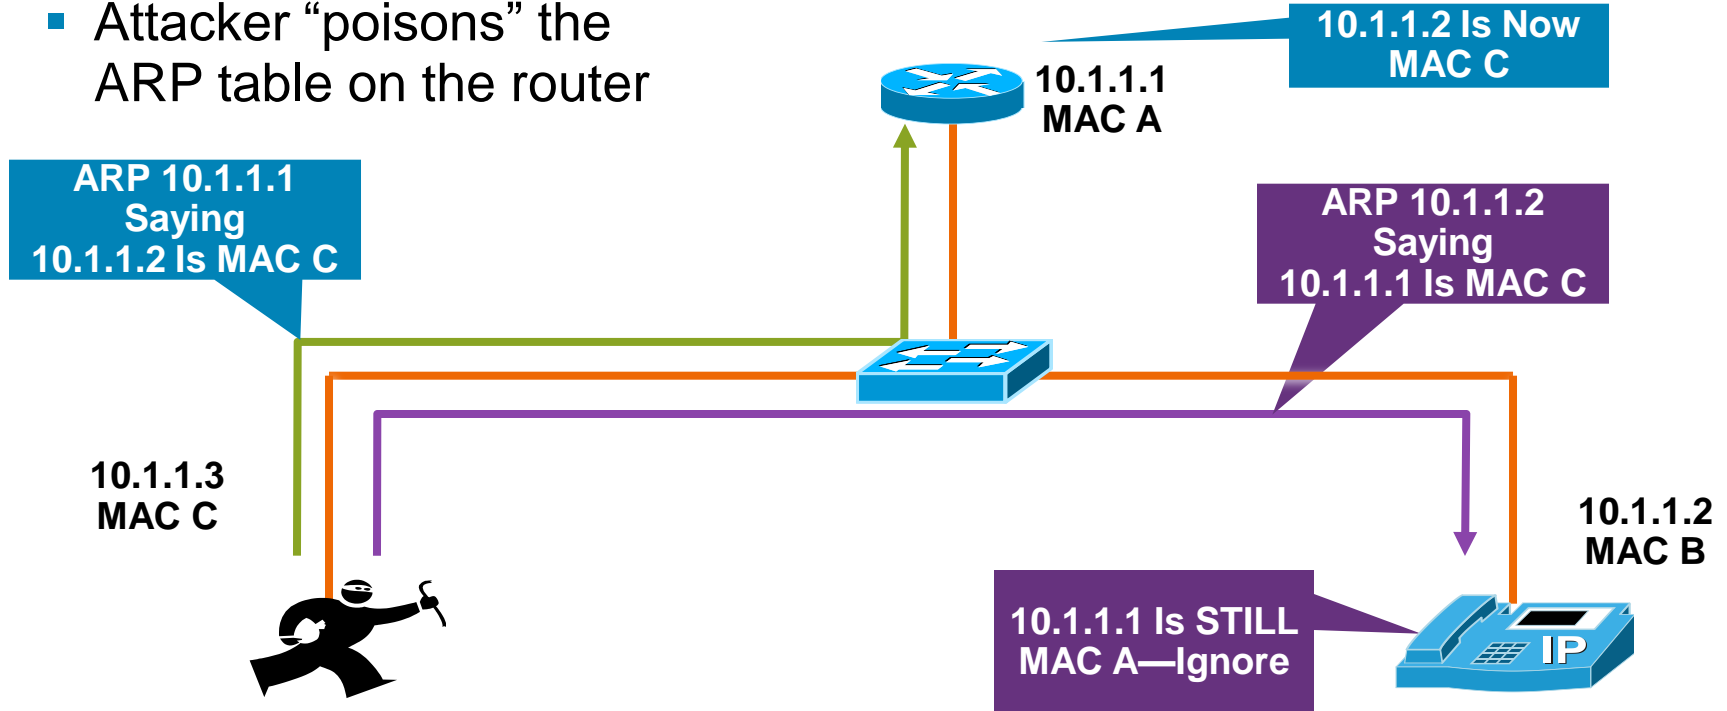 ▪ Attacker “poisons” the
ARP table on the router
10.1.1.2 Is Now
MAC C
10.1.1.1
MAC A
ARP 10.1.1.1
Saying
10.1.1.2 Is MAC C
ARP 10.1.1.2
Saying
10.1.1.1 Is MAC C
10.1.1.3
MAC C
10.1.1.2
MAC B
10.1.1.1 Is STILL
MAC A—Ignore
IP